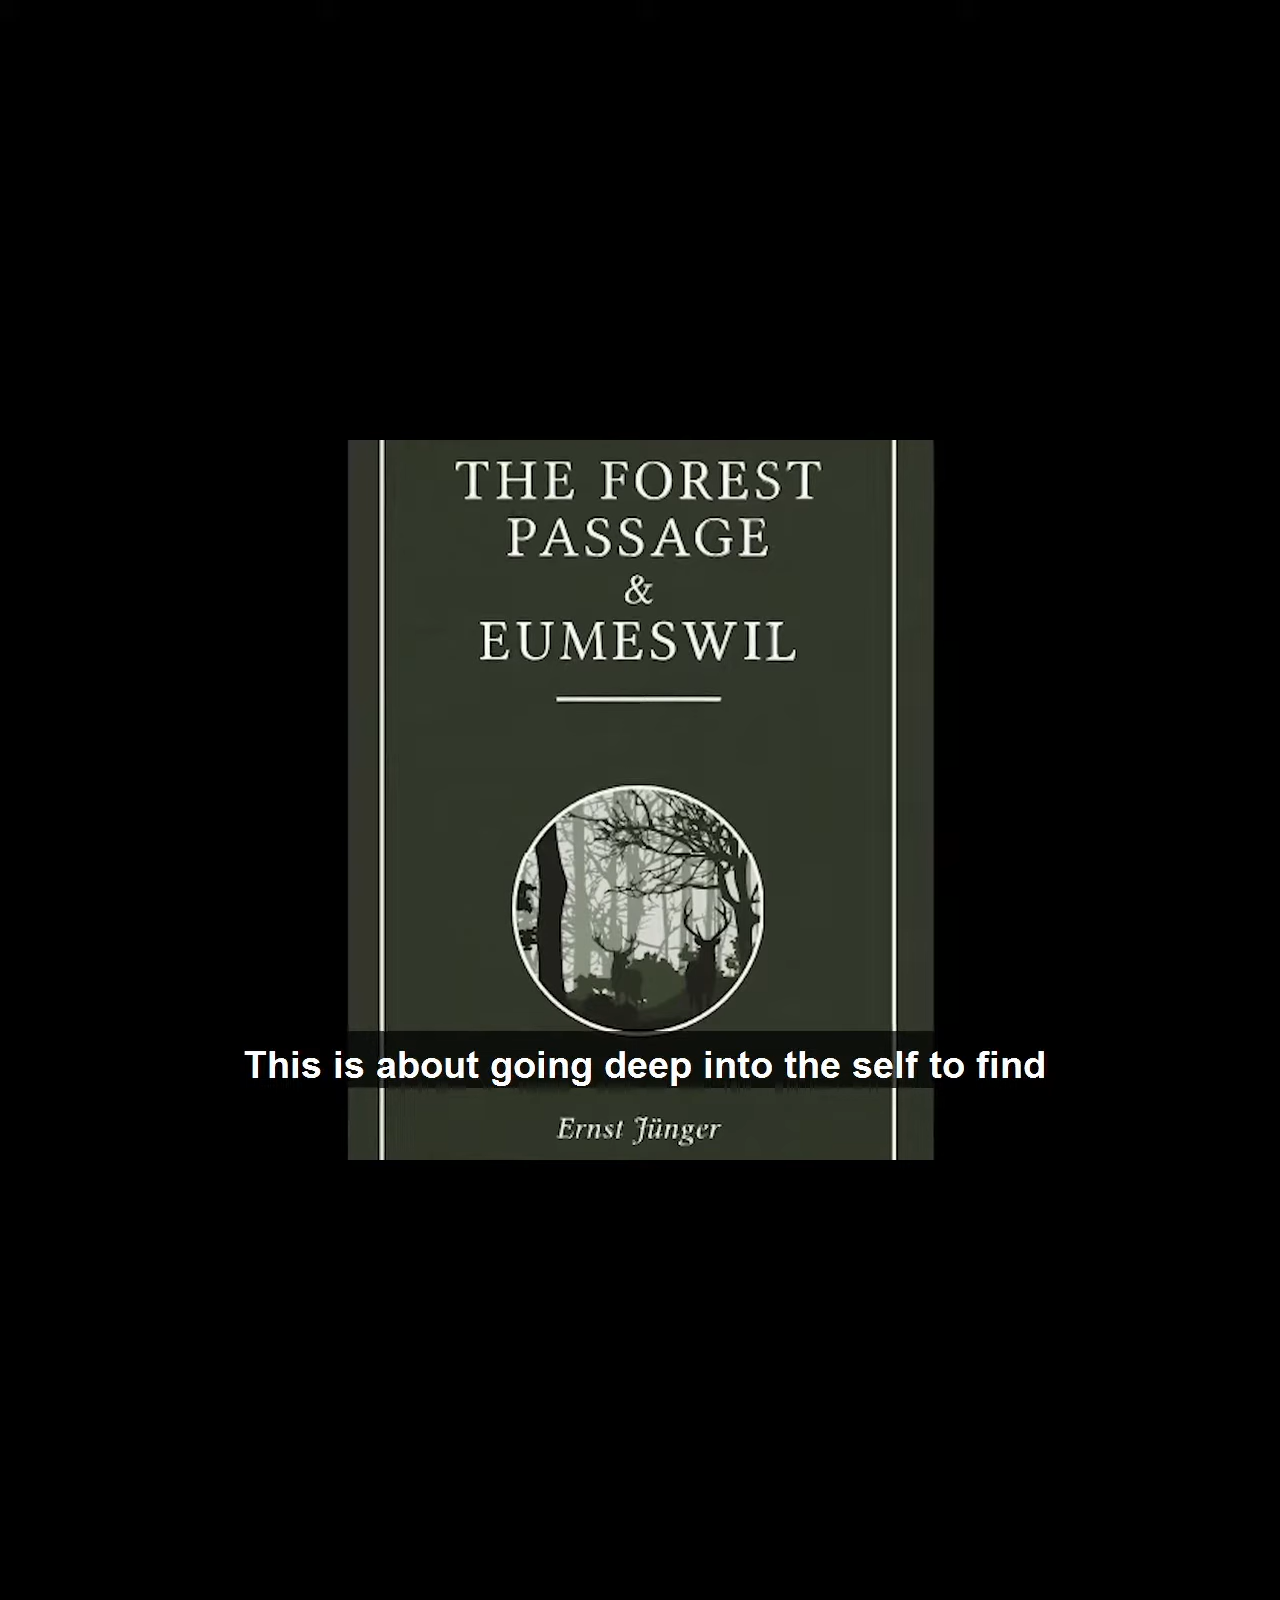 THE FOREST
PASSAGE
&
EUMESWIL
This is about going deep into the self to find
Ernst Jünger